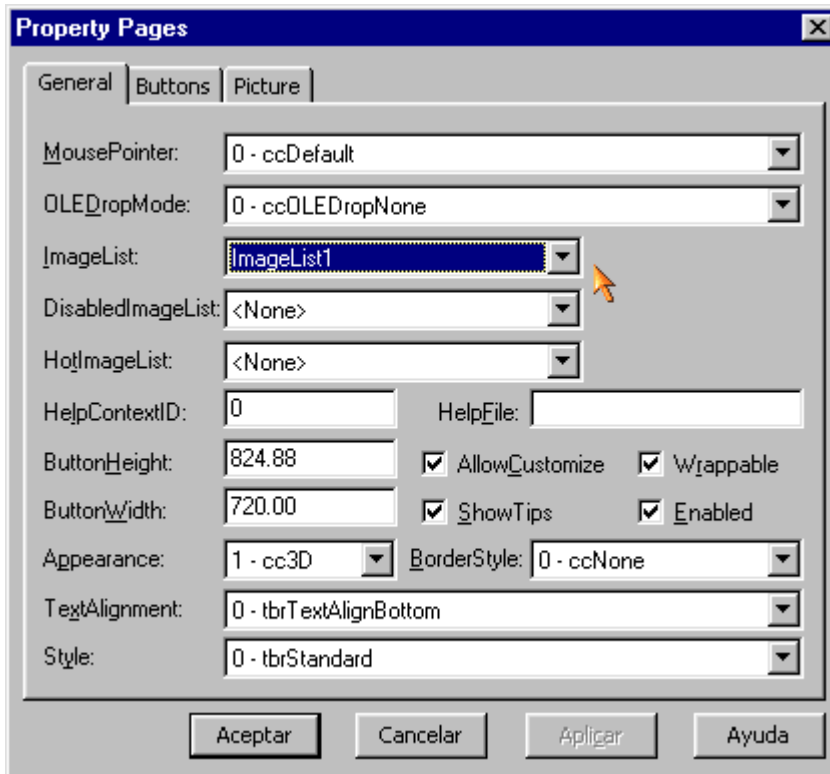 Property Pages
General Buttons Picture
MousePointer: 0 - ccDefault
OLEDropMode: 0 - ccOLEDropNone
ImageList: ImageList1
DisabledImageList: <None>
HotImageList: <None>
HelpContextID: 0 HelpFile:
ButtonHeight: 824.88 AllowCustomize Wrappable
ButtonWidth: 720.00 ShowTips Enabled
Appearance: 1 - cc3D BorderStyle: 0 - ccNone
TextAlignment: 0 - tbrTextAlignBottom
Style: 0 - tbrStandard
Aceptar Cancelar Aplicar Ayuda